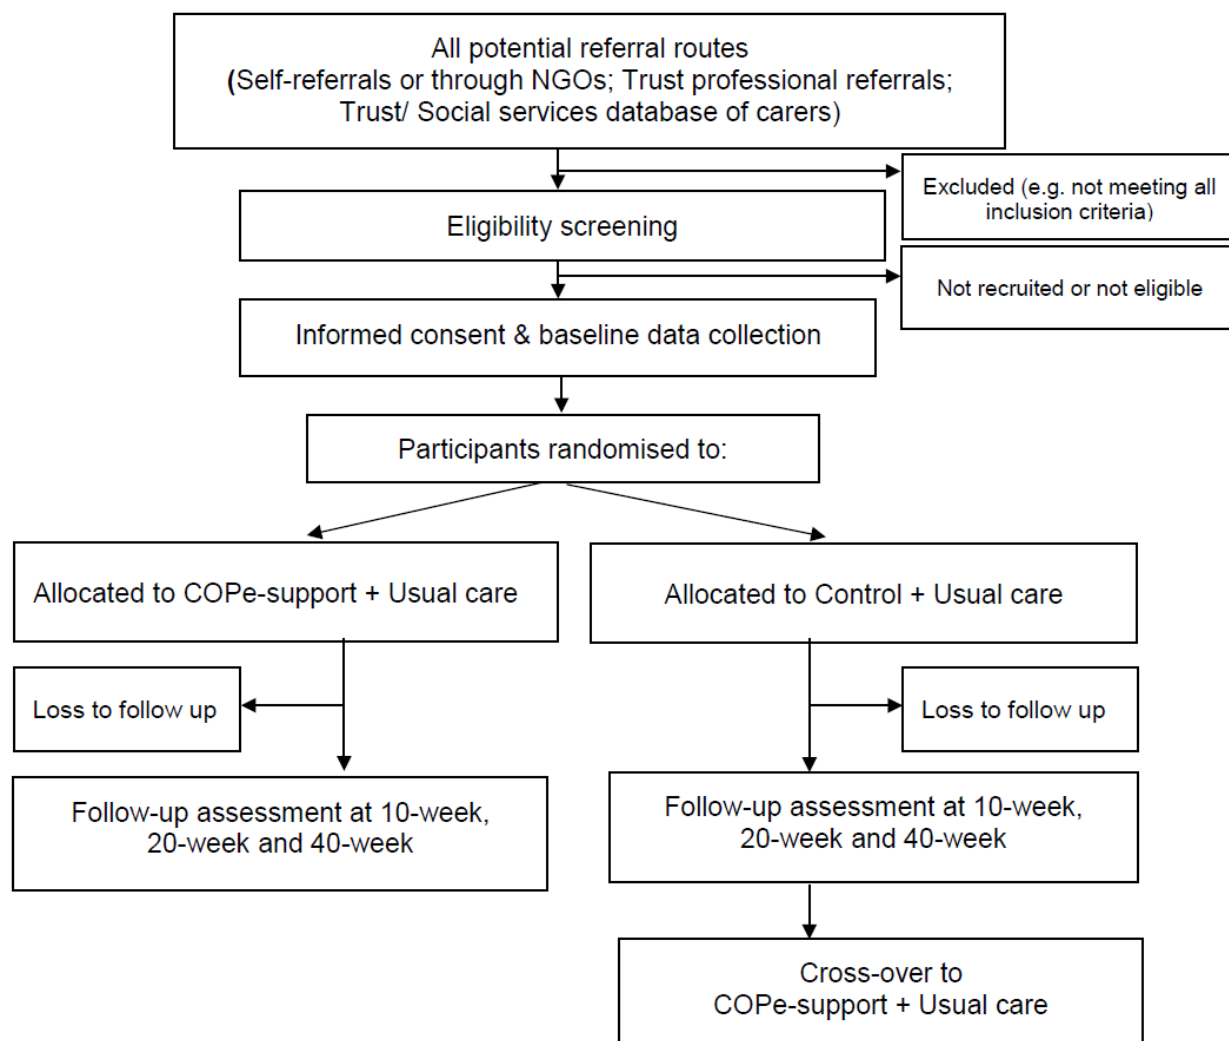 All potential referral routes
(Self-referrals or through NGOs; Trust professional referrals;
Trust/ Social services database of carers)
Excluded (e.g. not meeting all
inclusion criteria)
Eligibility screening
Not recruited or not eligible
Informed consent & baseline data collection
Participants randomised to:
Allocated to COPe-support + Usual care
Allocated to Control + Usual care
Loss to follow up
Loss to follow up
Follow-up assessment at 10-week,
20-week and 40-week
Follow-up assessment at 10-week,
20-week and 40-week
Cross-over to
COPe-support + Usual care